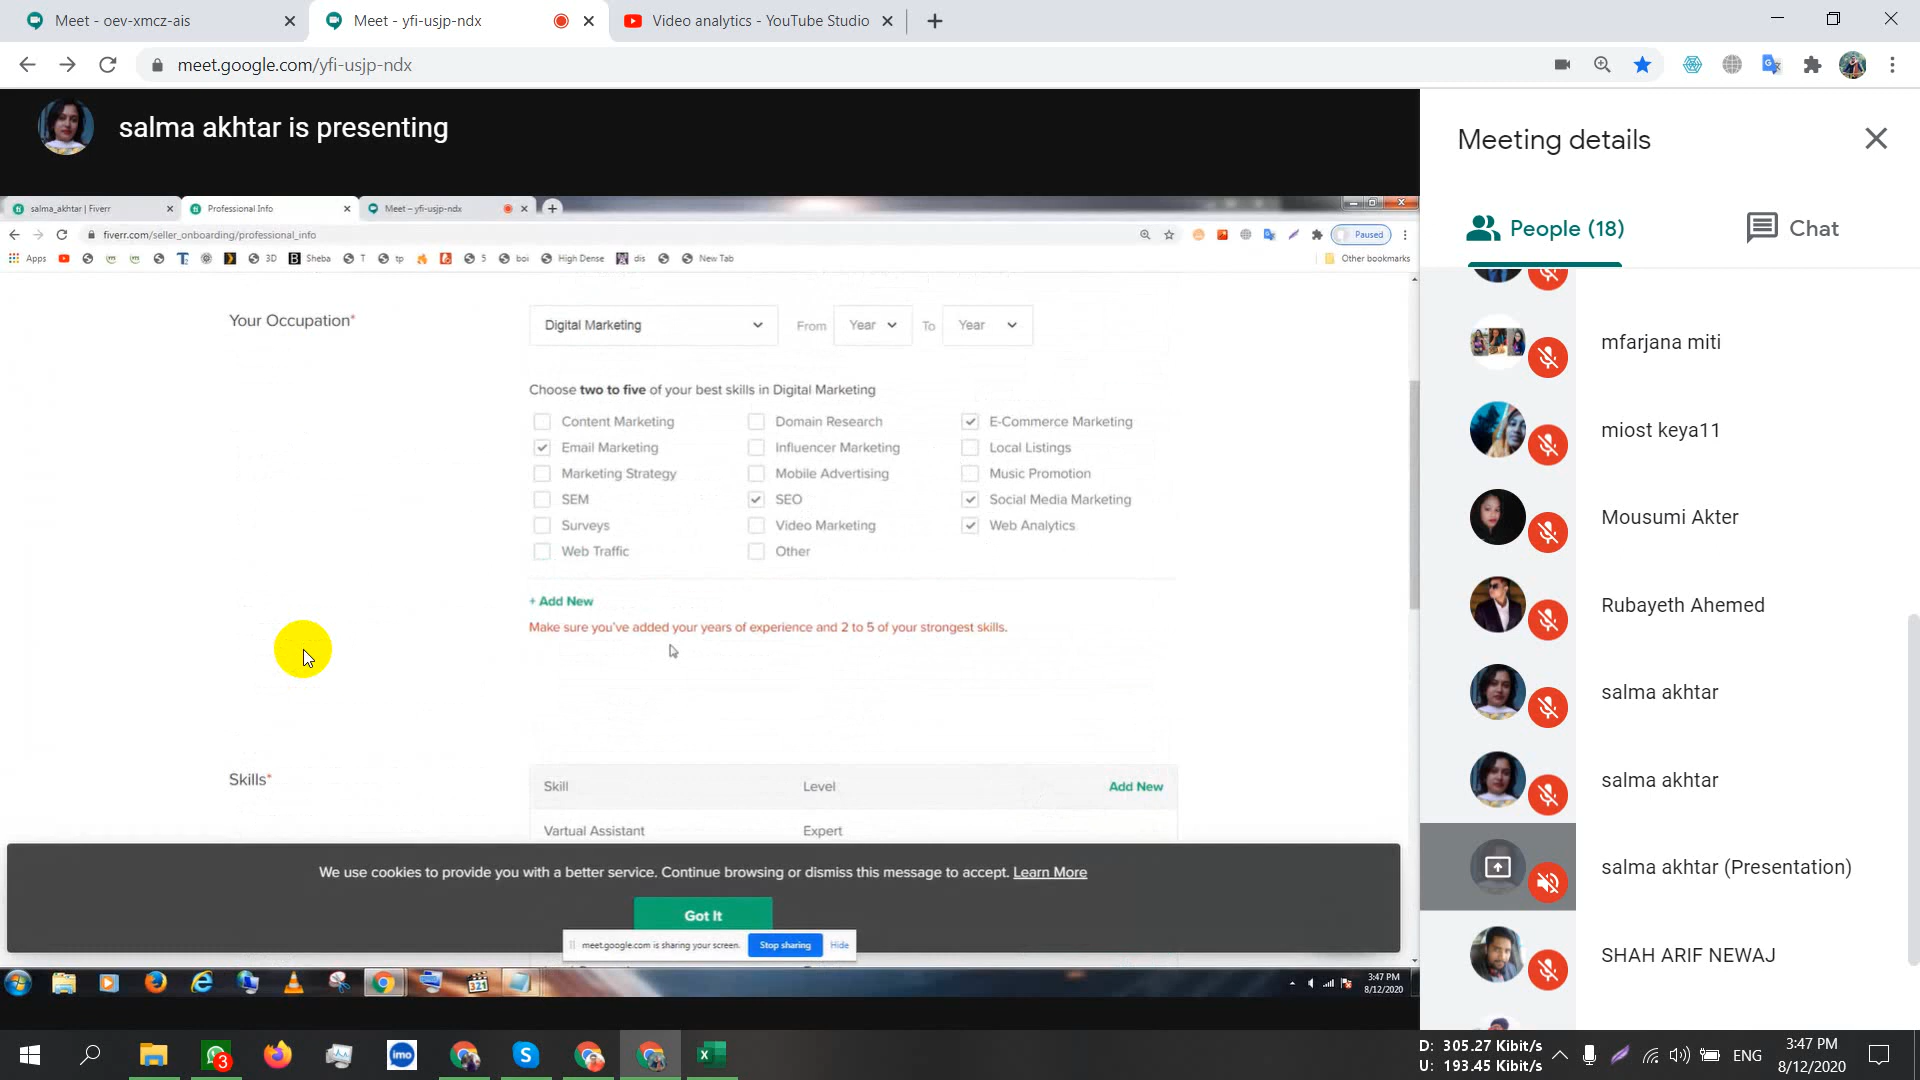 Meet - oev-xmcz-ais
Meet - yfi-usjp-ndx
Video analytics - YouTube Studio
meet.google.com/yfi-usjp-ndx
salma akhtar is presenting
salma_akhtar | Fiverr
Professional Info
Meet – yfi-usjp-ndx
fiverr.com/seller_onboarding/professional_info
Paused
Apps
3D
Sheba
T
tp
5
boi
High Dense
dis
New Tab
Other bookmarks
Your Occupation*
Digital Marketing
From
Year
To
Year
Choose two to five of your best skills in Digital Marketing
Content Marketing
Domain Research
E-Commerce Marketing
Email Marketing
Influencer Marketing
Local Listings
Marketing Strategy
Mobile Advertising
Music Promotion
SEM
SEO
Social Media Marketing
Surveys
Video Marketing
Web Analytics
Web Traffic
Other
+ Add New
Make sure you've added your years of experience and 2 to 5 of your strongest skills.
Skills*
Skill
Level
Add New
Vartual Assistant
Expert
We use cookies to provide you with a better service. Continue browsing or dismiss this message to accept. Learn More
Got It
meet.google.com is sharing your screen.
Stop sharing
Hide
321
3:47 PM
8/12/2020
Meeting details
People (18)
Chat
mfarjana miti
miost keya11
Mousumi Akter
Rubayeth Ahemed
salma akhtar
salma akhtar
salma akhtar (Presentation)
SHAH ARIF NEWAJ
3
imo
D: 305.27 Kibit/s
U: 193.45 Kibit/s
ENG
3:47 PM
8/12/2020